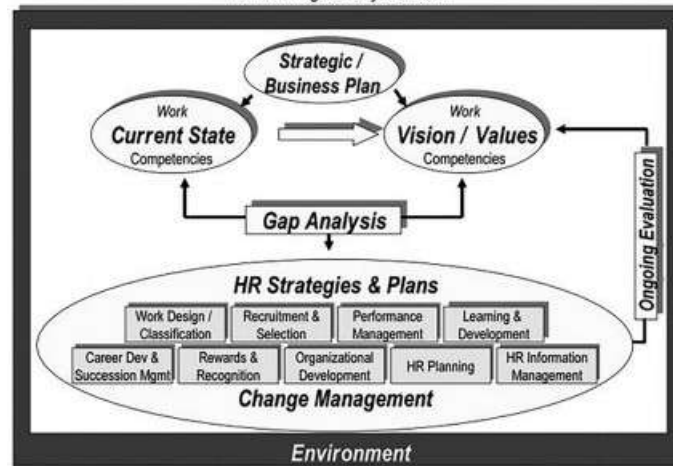 Strategic /
Business Plan
Work
Current State
Competencies
Work
Vision / Values
Competencies
Gap Analysis
Ongoing Evaluation
HR Strategies & Plans
Work Design /
Classification
Recruitment &
Selection
Performance
Management
Learning &
Development
Career Dev &
Succession Mgmt
Rewards &
Recognition
Organizational
Development
HR Planning
HR Information
Management
Change Management
Environment